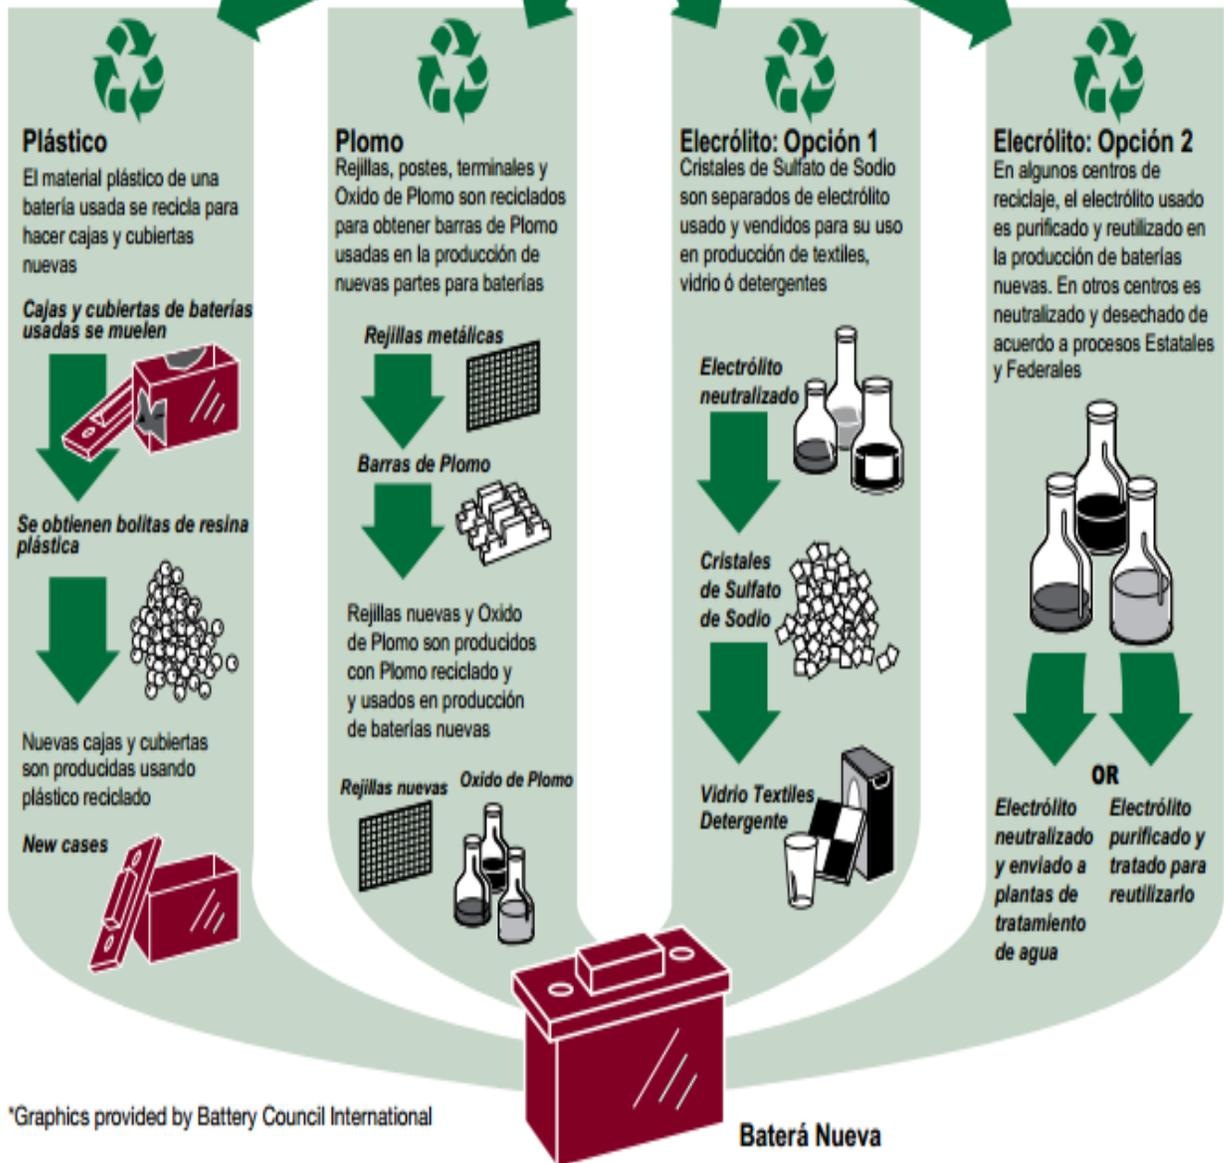 Plástico
El material plástico de una
batería usada se recicla para
hacer cajas y cubiertas
nuevas
Cajas y cubiertas de baterías
usadas se muelen
Se obtienen bolitas de resina
plástica
Nuevas cajas y cubiertas
son producidas usando
plástico reciclado
New cases
Plomo
Rejillas, postes, terminales y
Oxido de Plomo son reciclados
para obtener barras de Plomo
usadas en la producción de
nuevas partes para baterías
Rejillas metálicas
Barras de Plomo
Rejillas nuevas y Oxido
de Plomo son producidos
con Plomo reciclado y
y usados en producción
de baterías nuevas
Rejillas nuevas
Oxido de Plomo
Elecrólito: Opción 1
Cristales de Sulfato de Sodio
son separados de electrólito
usado y vendidos para su uso
en producción de textiles,
vidrio ó detergentes
Electrólito
neutralizado
Cristales
de Sulfato
de Sodio
Vidrio Textiles
Detergente
Elecrólito: Opción 2
En algunos centros de
reciclaje, el electrólito usado
es purificado y reutilizado en
la producción de baterías
nuevas. En otros centros es
neutralizado y desechado de
acuerdo a procesos Estatales
y Federales
OR
Electrólito
neutralizado
y enviado a
plantas de
tratamiento
de agua
Electrólito
purificado y
tratado para
reutilizarlo
*Graphics provided by Battery Council International
Baterá Nueva